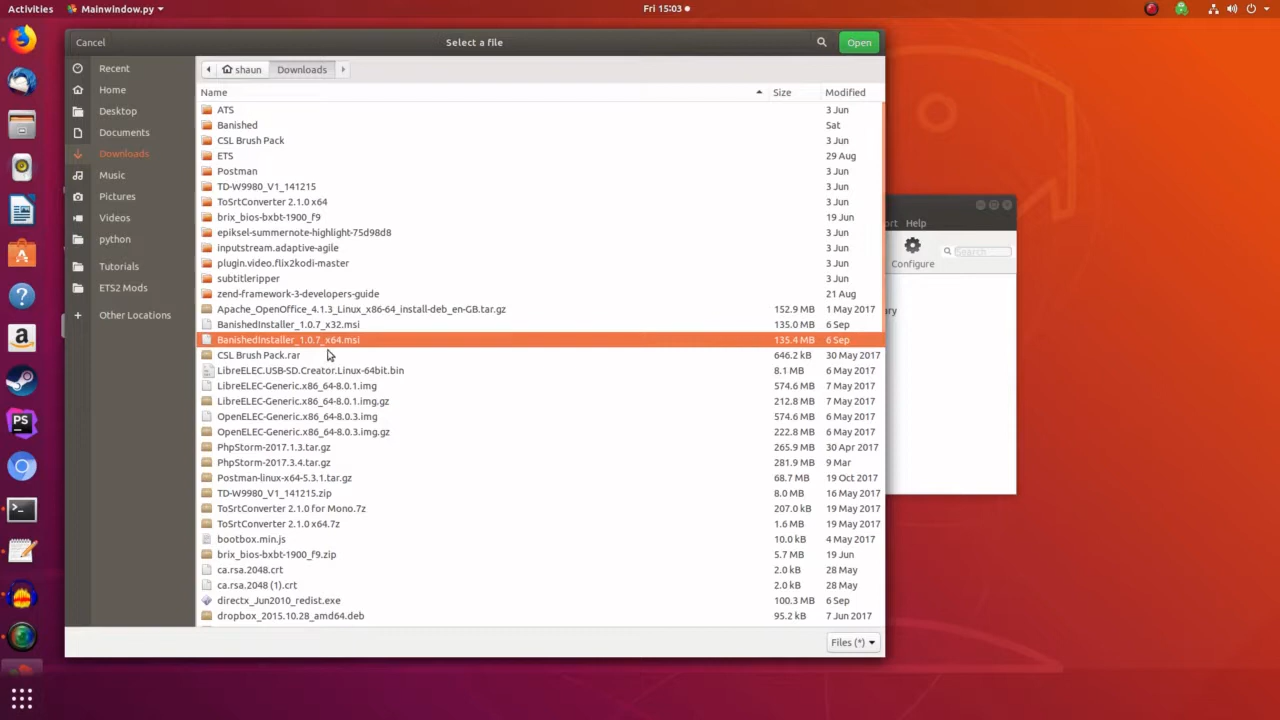 Activities Mainwindow.py Fri 15:03
Cancel Select a file Open
Recent
Home
Desktop
Documents
Downloads
Music
Pictures
Videos
python
Tutorials
ETS2 Mods
Other Locations
shaun Downloads
Name Size Modified
ATS 3 Jun
Banished Sat
CSL Brush Pack 3 Jun
ETS 29 Aug
Postman 3 Jun
TD-W9980_V1_141215 3 Jun
ToSrtConverter 2.1.0 x64 3 Jun
brix_bios-bxbt-1900_f9 19 Jun
epiksel-summernote-highlight-75d98d8 3 Jun
inputstream.adaptive-agile 3 Jun
plugin.video.flix2kodi-master 3 Jun
subtitleripper 3 Jun
zend-framework-3-developers-guide 21 Aug
Apache_OpenOffice_4.1.3_Linux_x86-64_install-deb_en-GB.tar.gz 152.9 MB 1 May 2017
BanishedInstaller_1.0.7_x32.msi 135.0 MB 6 Sep
BanishedInstaller_1.0.7_x64.msi 135.4 MB 6 Sep
CSL Brush Pack.rar 646.2 kB 30 May 2017
LibreELEC.USB-SD.Creator.Linux-64bit.bin 8.1 MB 6 May 2017
LibreELEC-Generic.x86_64-8.0.1.img 574.6 MB 7 May 2017
LibreELEC-Generic.x86_64-8.0.1.img.gz 212.8 MB 7 May 2017
OpenELEC-Generic.x86_64-8.0.3.img 574.6 MB 6 May 2017
OpenELEC-Generic.x86_64-8.0.3.img.gz 222.8 MB 6 May 2017
PhpStorm-2017.1.3.tar.gz 265.9 MB 30 Apr 2017
PhpStorm-2017.3.4.tar.gz 281.9 MB 9 Mar
Postman-linux-x64-5.3.1.tar.gz 68.7 MB 19 Oct 2017
TD-W9980_V1_141215.zip 8.0 MB 16 May 2017
ToSrtConverter 2.1.0 for Mono.7z 207.0 kB 19 May 2017
ToSrtConverter 2.1.0 x64.7z 1.6 MB 19 May 2017
bootbox.min.js 10.0 kB 4 May 2017
brix_bios-bxbt-1900_f9.zip 5.7 MB 19 Jun
ca.rsa.2048.crt 2.0 kB 28 May
ca.rsa.2048 (1).crt 2.0 kB 28 May
directx_Jun2010_redist.exe 100.3 MB 6 Sep
dropbox_2015.10.28_amd64.deb 95.2 kB 7 Jun 2017
Files (*)
ort Help
Configure Search
ary